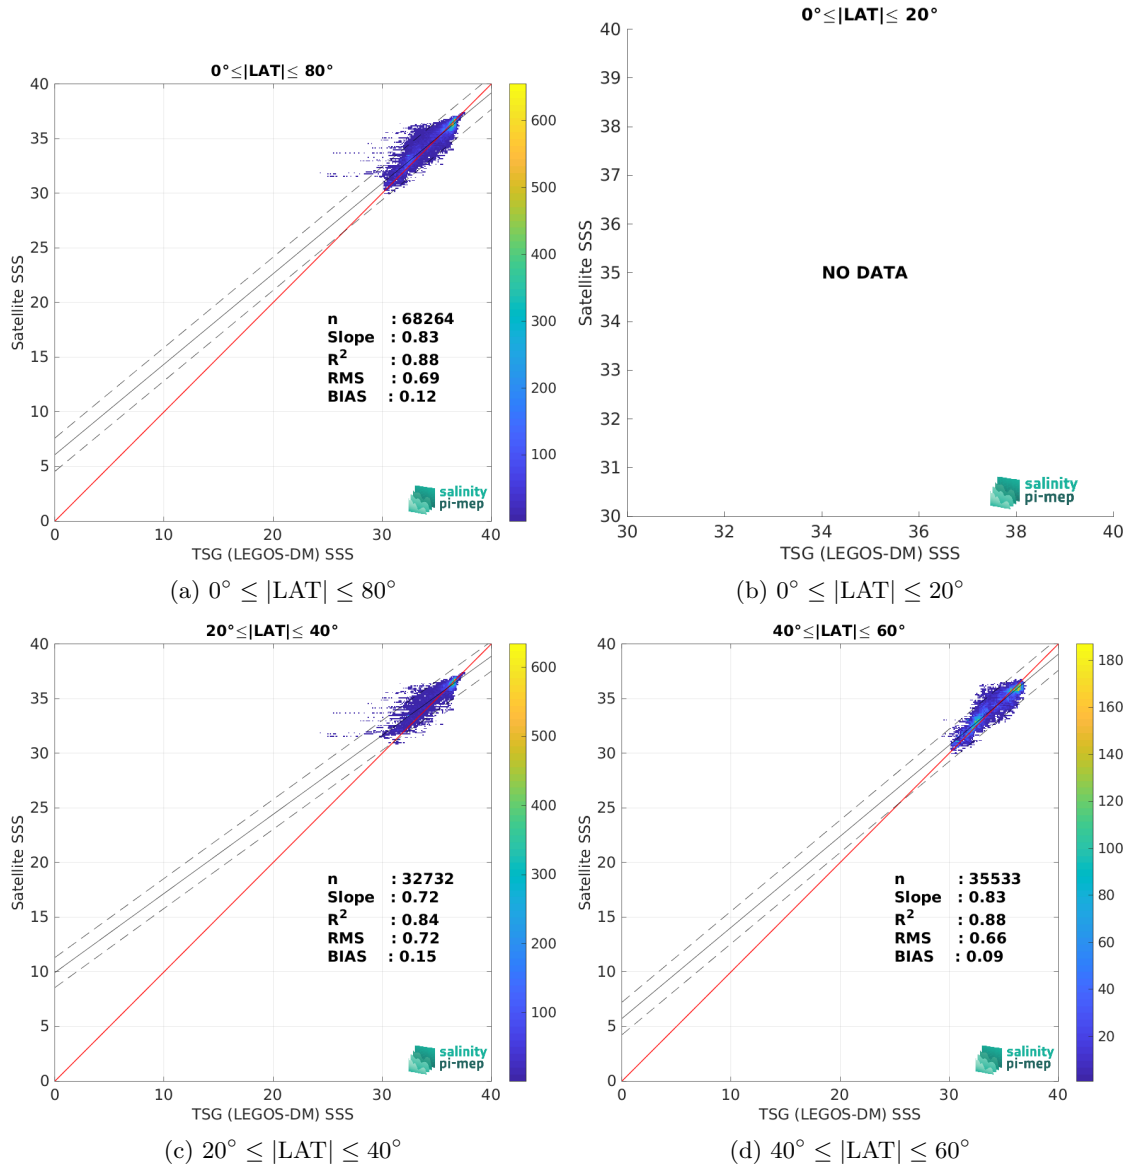 0°≤|LAT|≤ 80°
40
35
30
25
20
15
10
5
0
Satellite SSS
n : 68264
Slope : 0.83
R2 : 0.88
RMS : 0.69
BIAS : 0.12
salinity
pi-mep
0 10 20 30 40
TSG (LEGOS-DM) SSS
600
500
400
300
200
100
(a) 0° ≤ |LAT| ≤ 80°
0°≤|LAT|≤ 20°
40
39
38
37
36
35
34
33
32
31
30
Satellite SSS
NO DATA
salinity
pi-mep
30 32 34 36 38 40
TSG (LEGOS-DM) SSS
(b) 0° ≤ |LAT| ≤ 20°
20°≤|LAT|≤ 40°
40
35
30
25
20
15
10
5
0
Satellite SSS
n : 32732
Slope : 0.72
R2 : 0.84
RMS : 0.72
BIAS : 0.15
salinity
pi-mep
0 10 20 30 40
TSG (LEGOS-DM) SSS
600
500
400
300
200
100
(c) 20° ≤ |LAT| ≤ 40°
40°≤|LAT|≤ 60°
40
35
30
25
20
15
10
5
0
Satellite SSS
n : 35533
Slope : 0.83
R2 : 0.88
RMS : 0.66
BIAS : 0.09
salinity
pi-mep
0 10 20 30 40
TSG (LEGOS-DM) SSS
180
160
140
120
100
80
60
40
20
(d) 40° ≤ |LAT| ≤ 60°